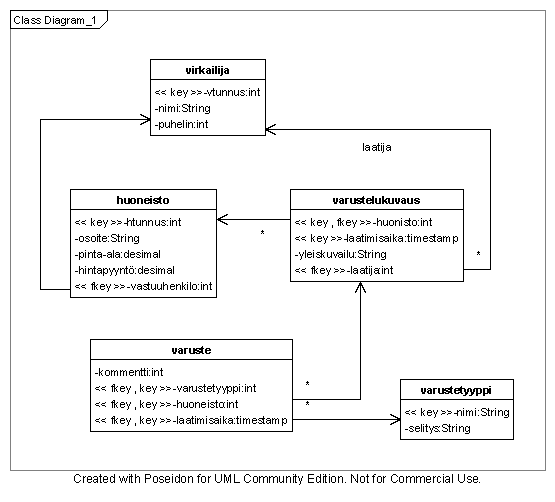 Class Diagram_1
virkailija
<< key >>-vtunnus:int
-nimi:String
-puhelin:int
laatija
huoneisto
<< key >>-htunnus:int
-osoite:String
-pinta-ala:desimal
-hintapyyntö:desimal
<< fkey >>-vastuuhenkilo:int
*
varustelukuvaus
<< key , fkey >>-huonisto:int
<< key >>-laatimisaika:timestamp
-yleiskuvailu:String
<< fkey >>-laatija:int
*
varuste
-kommentti:int
<< fkey , key >>-varustetyyppi:int
<< fkey , key >>-huoneisto:int
<< fkey , key >>-laatimisaika:timestamp
*
*
varustetyyppi
<< key >>-nimi:String
-selitys:String
Created with Poseidon for UML Community Edition. Not for Commercial Use.